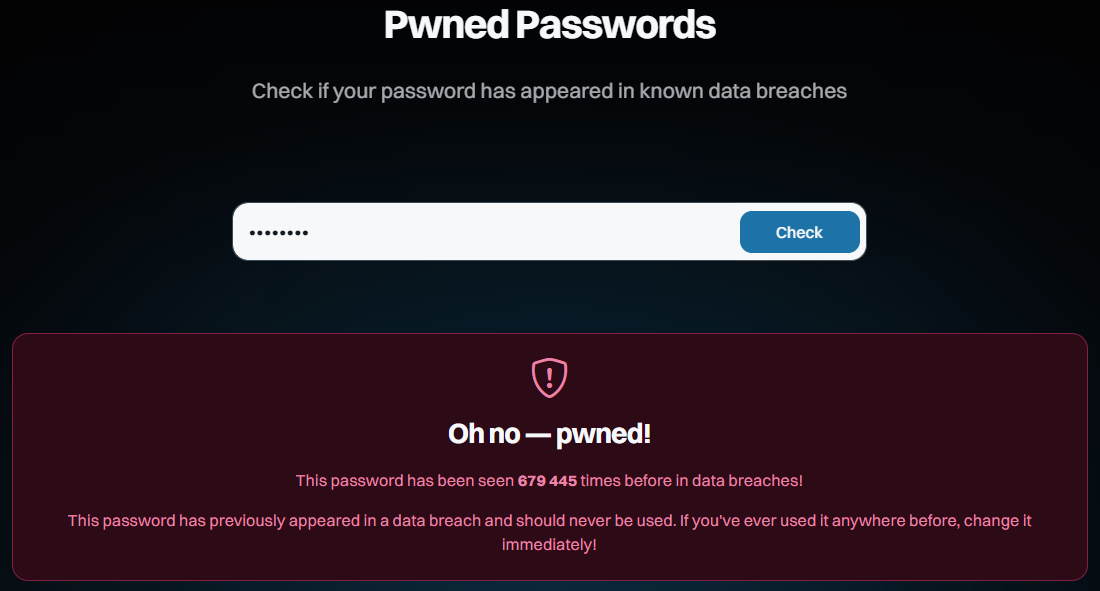 Pwned Passwords
Check if your password has appeared in known data breaches
••••••••
Check
Oh no — pwned!
This password has been seen 679 445 times before in data breaches!
This password has previously appeared in a data breach and should never be used. If you've ever used it anywhere before, change it
immediately!